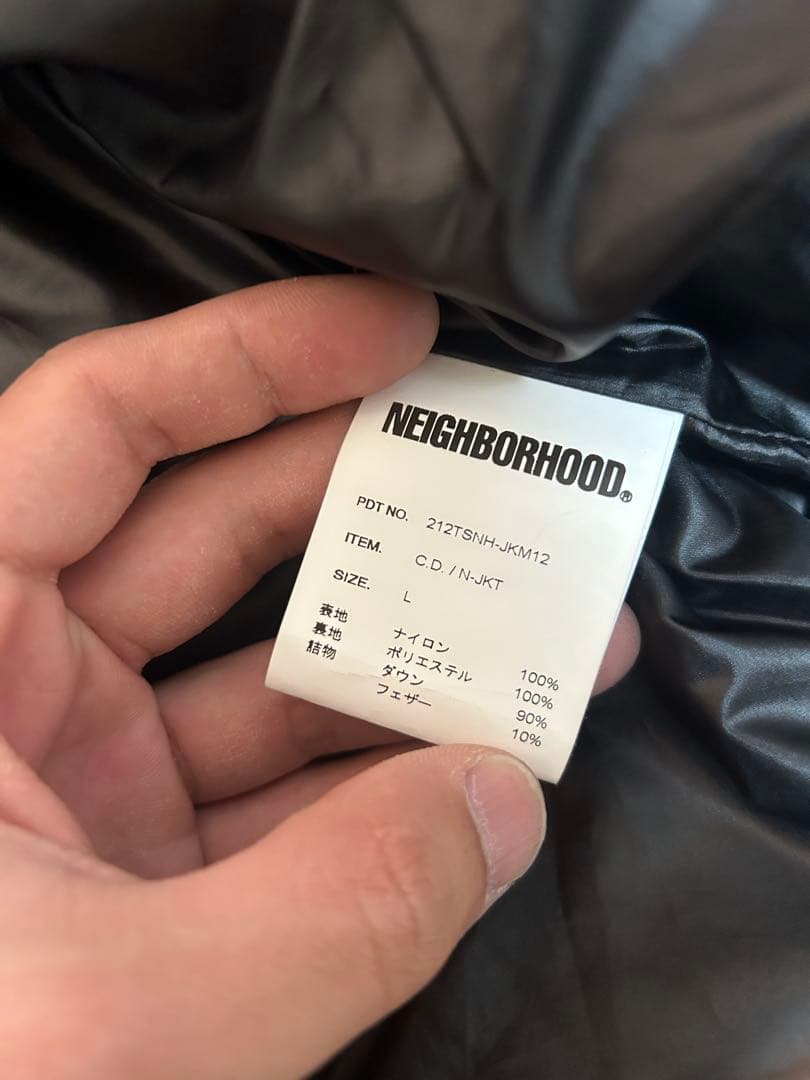 NEIGHBORHOOD®
PDT NO. 212TSNH-JKM12
ITEM. C.D. / N-JKT
SIZE. L
表地 ナイロン 100%
裏地 ポリエステル 100%
詰物 ダウン 90%
フェザー 10%